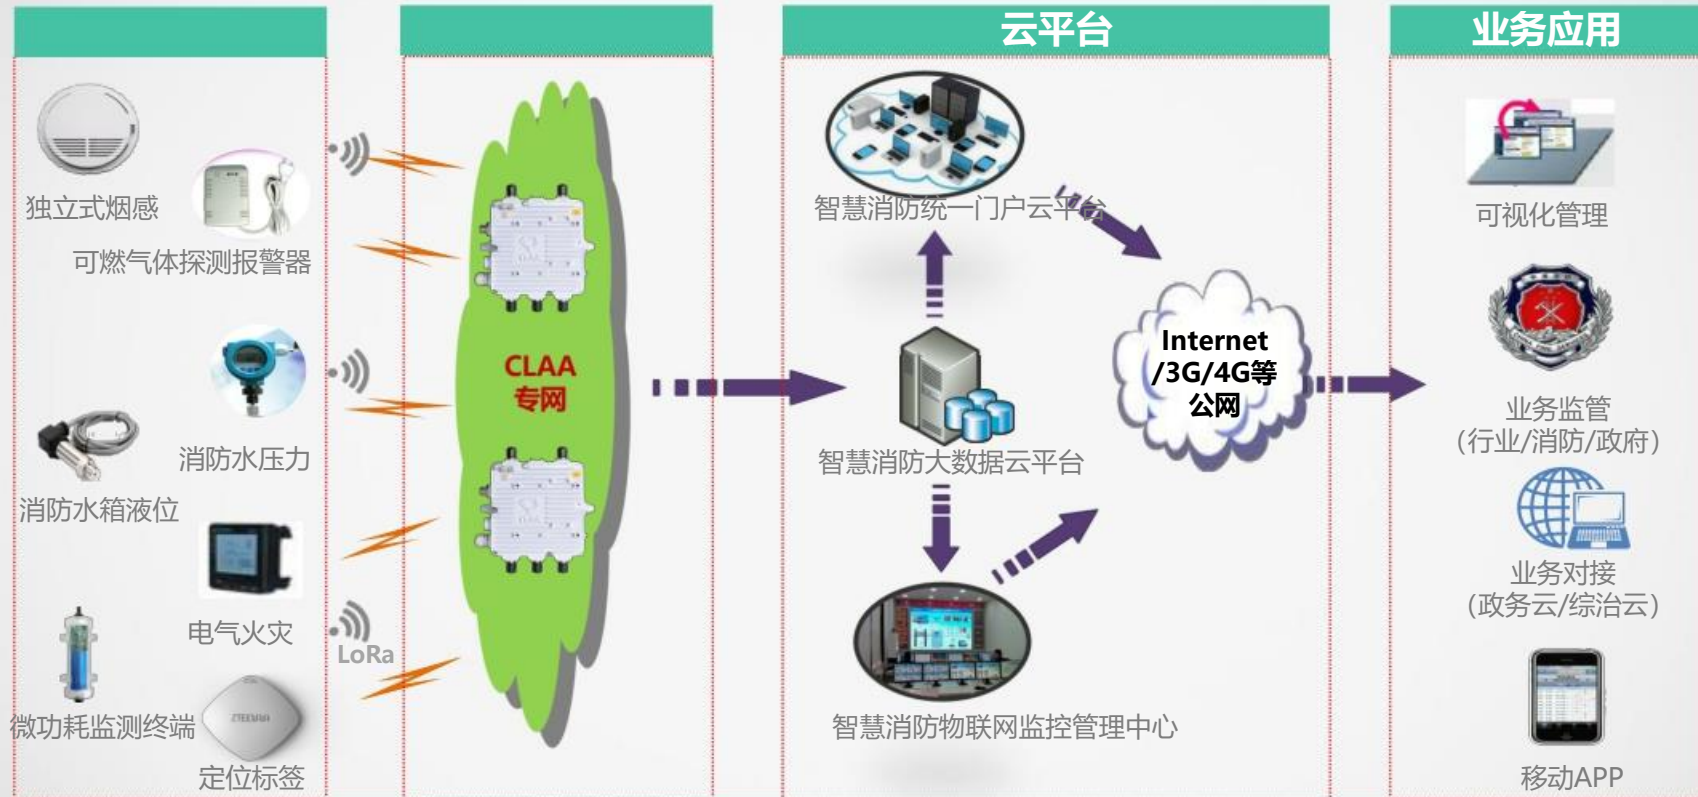 云平台
业务应用
独立式烟感
可燃气体探测报警器
消防水压力
消防水箱液位
电气火灾
微功耗监测终端
定位标签
LoRa
CLAA
专网
智慧消防统一门户云平台
智慧消防大数据云平台
智慧消防物联网监控管理中心
Internet
/3G/4G等
公网
可视化管理
业务监管
(行业/消防/政府)
业务对接
(政务云/综治云)
移动APP